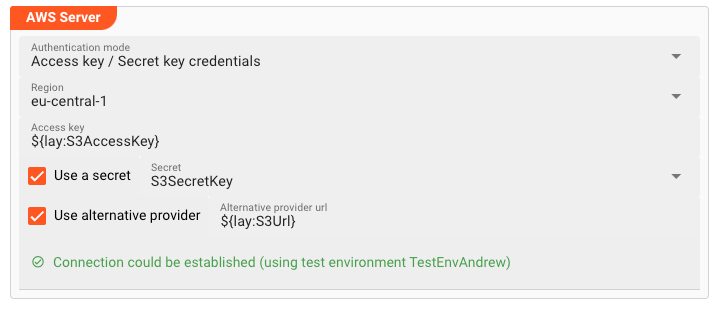 AWS Server
Authentication mode
Access key / Secret key credentials
Region
eu-central-1
Access key
${lay:S3AccessKey}
Use a secret
Secret
S3SecretKey
Use alternative provider
Alternative provider url
${lay:S3Url}
Connection could be established (using test environment TestEnvAndrew)